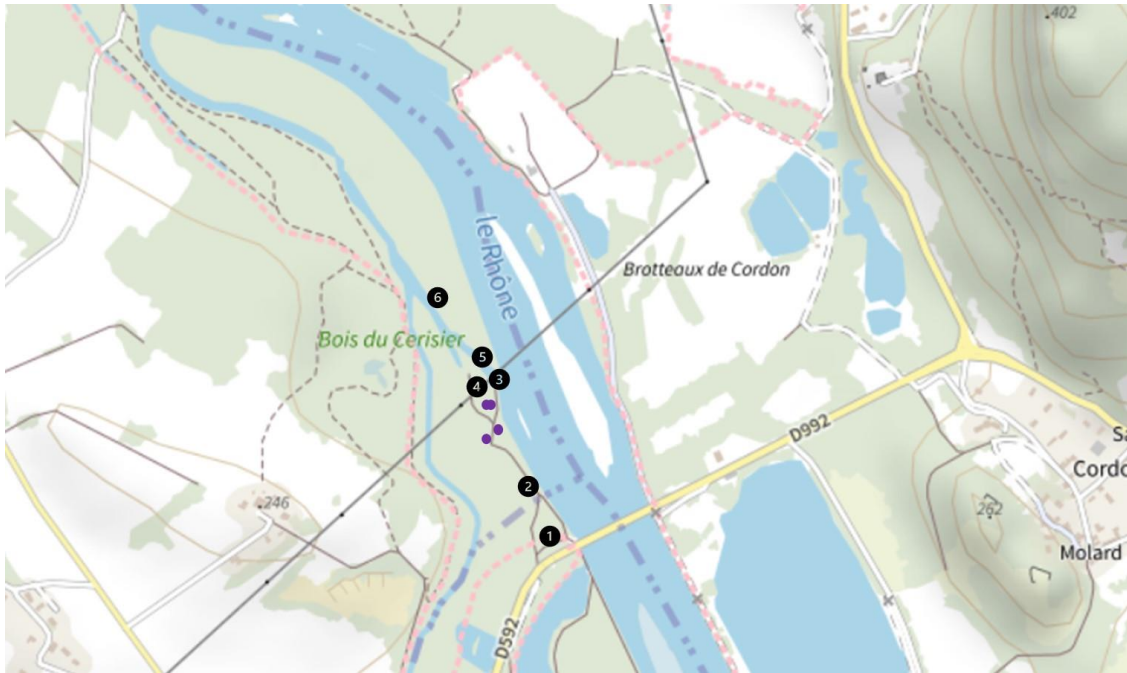 402
le Rhône
Brotteaux de Cordon
6
Bois du Cerisier
5
3
4
D992
Sa
Cordo
2
246
262
1
Molard
D592